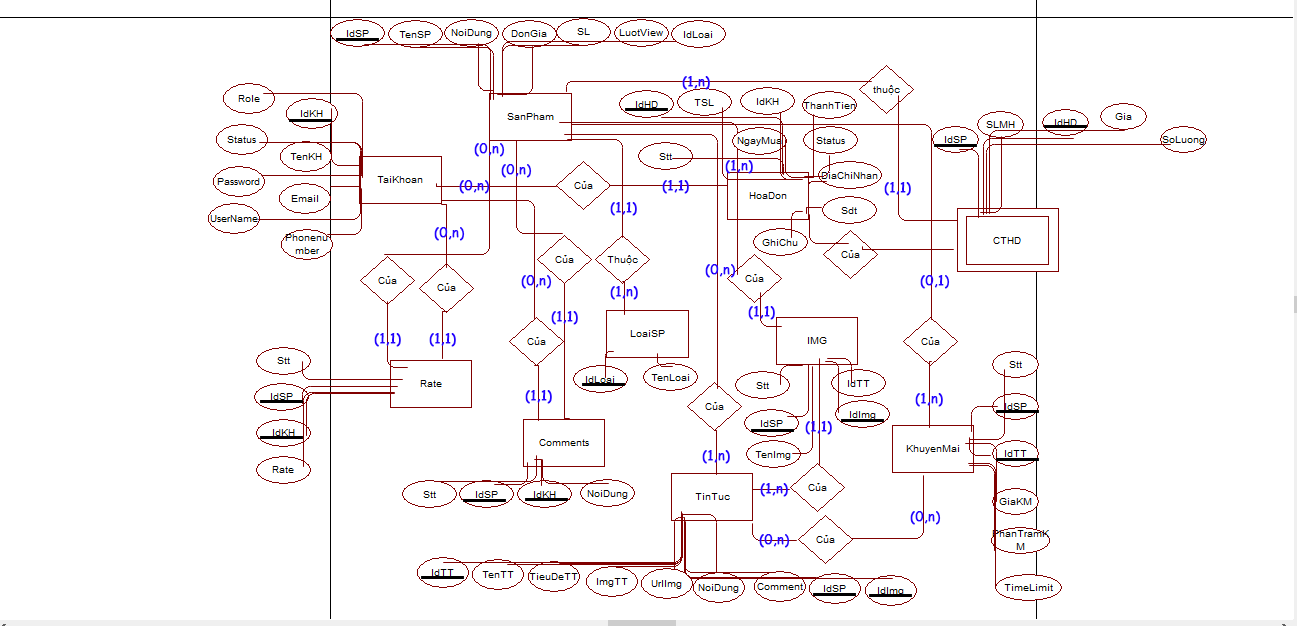 IdSP
TenSP
NoiDung
DonGia
SL
LuotView
IdLoai
Role
IdKH
Status
TenKH
Password
Email
UserName
Phonenu
mber
TaiKhoan
SanPham
(1,n)
thuộc
IdHD
TSL
IdKH
ThanhTien
Stt
NgayMua
Status
(1,n)
DiaChiNhan
HoaDon
Sdt
GhiChu
IdSP
SLMH
IdHD
Gia
SoLuong
(1,1)
CTHD
(0,n)
(0,n)
(0,n)
Của
(1,1)
(1,1)
(0,n)
Của
Của
Của
Thuộc
(0,n)
Của
Của
(0,n)
(1,n)
(0,1)
(1,1)
(1,1)
(1,1)
(1,1)
Của
LoaiSP
IMG
Của
Stt
IdSP
IdKH
Rate
Rate
IdLoai
TenLoai
Stt
IdTT
IdSP
IdImg
TenImg
(1,1)
(1,1)
Của
(1,n)
Stt
IdSP
IdTT
GiaKM
PhanTramK
M
TimeLimit
KhuyenMai
Comments
(1,n)
Stt
IdSP
IdKH
NoiDung
TinTuc
(1,n)
Của
(0,n)
(0,n)
Của
IdTT
TenTT
TieuDeTT
ImgTT
UrlImg
NoiDung
Comment
IdSP
IdImg